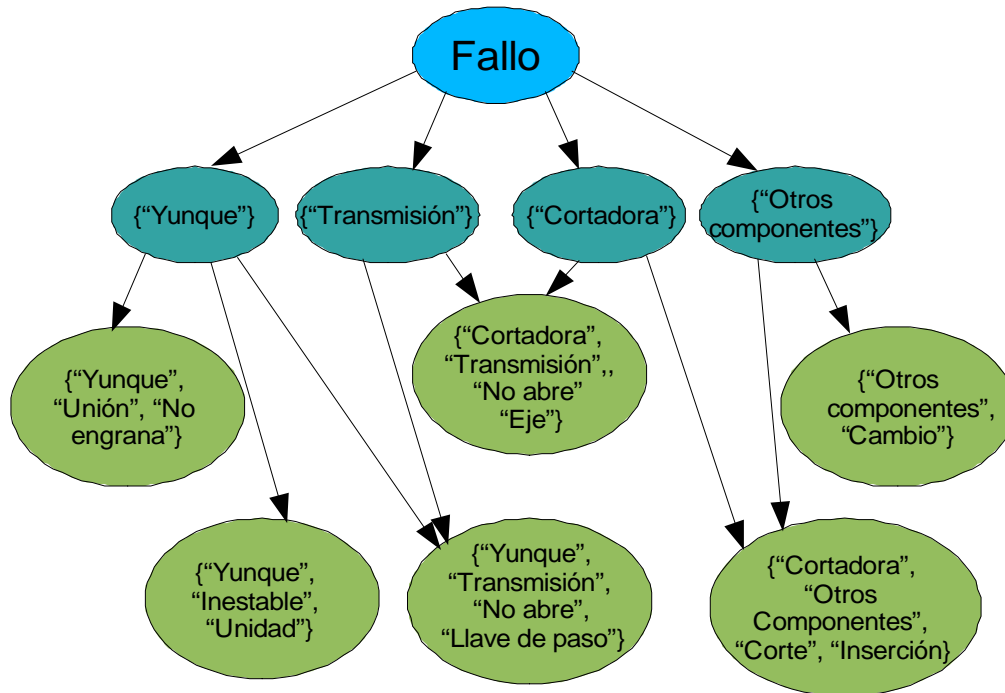 Fallo
{“Yunque”}
{“Transmisión”}
{“Cortadora”}
{“Otros
componentes”}
{“Yunque”,
“Unión”, “No
engrana”}
{“Cortadora”,
“Transmisión”,,
“No abre”
“Eje”}
{“Otros
componentes”,
“Cambio”}
{“Yunque”,
“Inestable”,
“Unidad”}
{“Yunque”,
“Transmisión”,
“No abre”,
“Llave de paso”}
{“Cortadora”,
“Otros
Componentes”,
“Corte”, “Inserción}